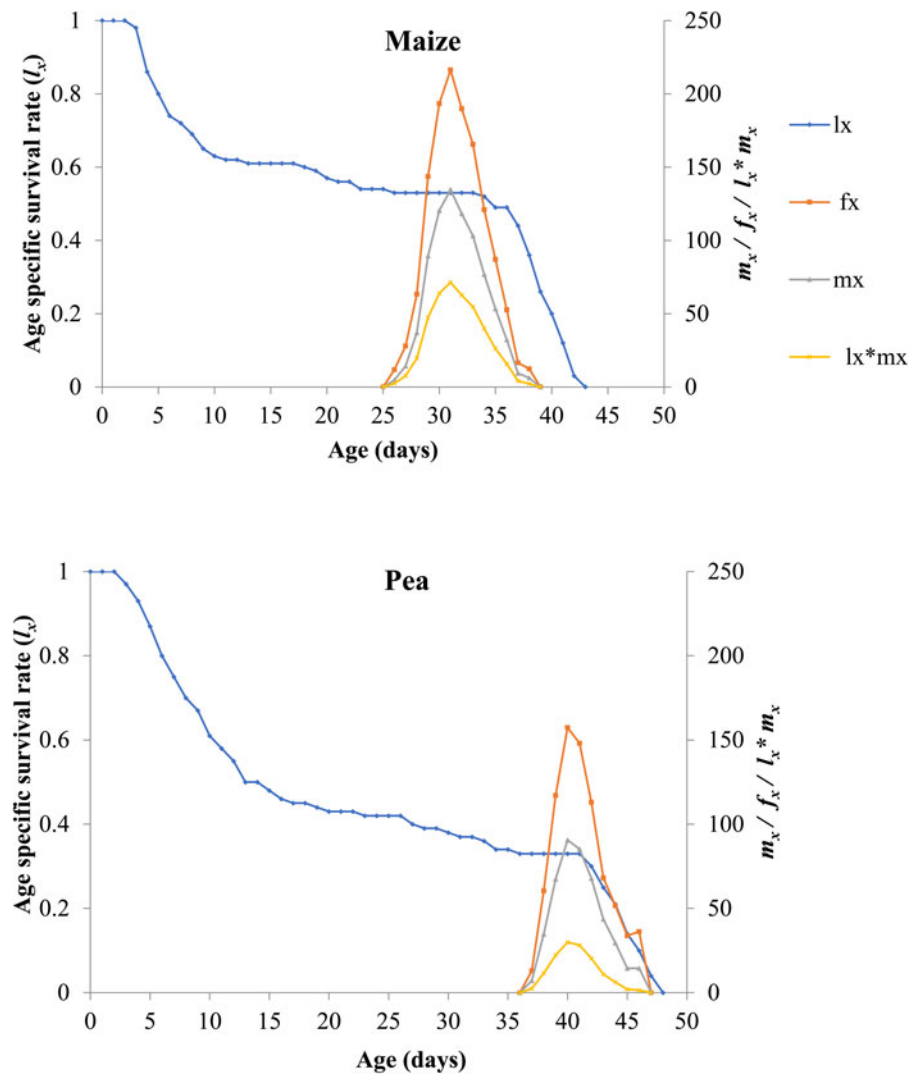 Maize
Age specific survival rate (lx)
1
0.8
0.6
0.4
0.2
0
250
200
150
100
50
0
mx / fx / lx* mx
0 5 10 15 20 25 30 35 40 45 50
Age (days)
lx
fx
mx
lx*mx
Pea
Age specific survival rate (lx)
1
0.8
0.6
0.4
0.2
0
250
200
150
100
50
0
mx / fx / lx* mx
0 5 10 15 20 25 30 35 40 45 50
Age (days)